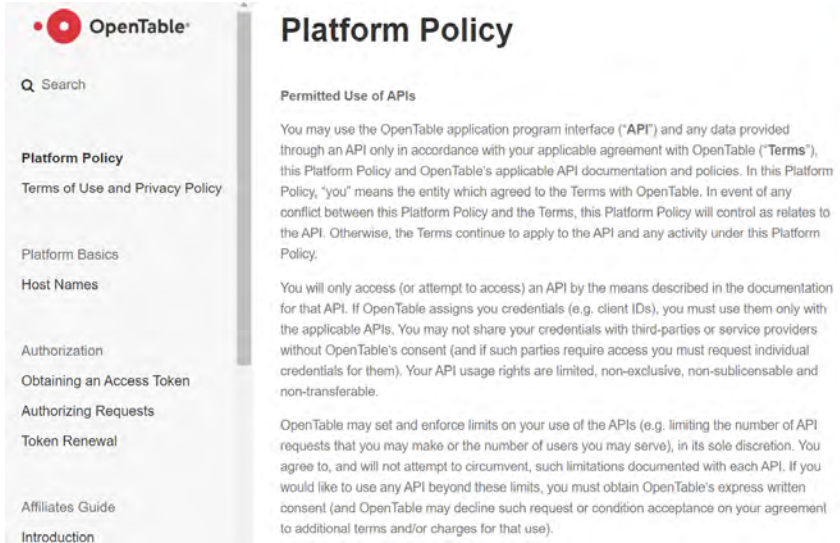 OpenTable®
Search
Platform Policy
Terms of Use and Privacy Policy
Platform Basics
Host Names
Authorization
Obtaining an Access Token
Authorizing Requests
Token Renewal
Affiliates Guide
Introduction
Platform Policy
Permitted Use of APIs
You may use the OpenTable application program interface (“API”) and any data provided
through an API only in accordance with your applicable agreement with OpenTable (“Terms”),
this Platform Policy and OpenTable's applicable API documentation and policies. In this Platform
Policy, “you” means the entity which agreed to the Terms with OpenTable. In event of any
conflict between this Platform Policy and the Terms, this Platform Policy will control as relates to
the API. Otherwise, the Terms continue to apply to the API and any activity under this Platform
Policy.
You will only access (or attempt to access) an API by the means described in the documentation
for that API. If OpenTable assigns you credentials (e.g. client IDs), you must use them only with
the applicable APIs. You may not share your credentials with third-parties or service providers
without OpenTable's consent (and if such parties require access you must request individual
credentials for them). Your API usage rights are limited, non-exclusive, non-sublicensable and
non-transferable.
OpenTable may set and enforce limits on your use of the APIs (e.g. limiting the number of API
requests that you may make or the number of users you may serve), in its sole discretion. You
agree to, and will not attempt to circumvent, such limitations documented with each API. If you
would like to use any API beyond these limits, you must obtain OpenTable's express written
consent (and OpenTable may decline such request or condition acceptance on your agreement
to additional terms and/or charges for that use).